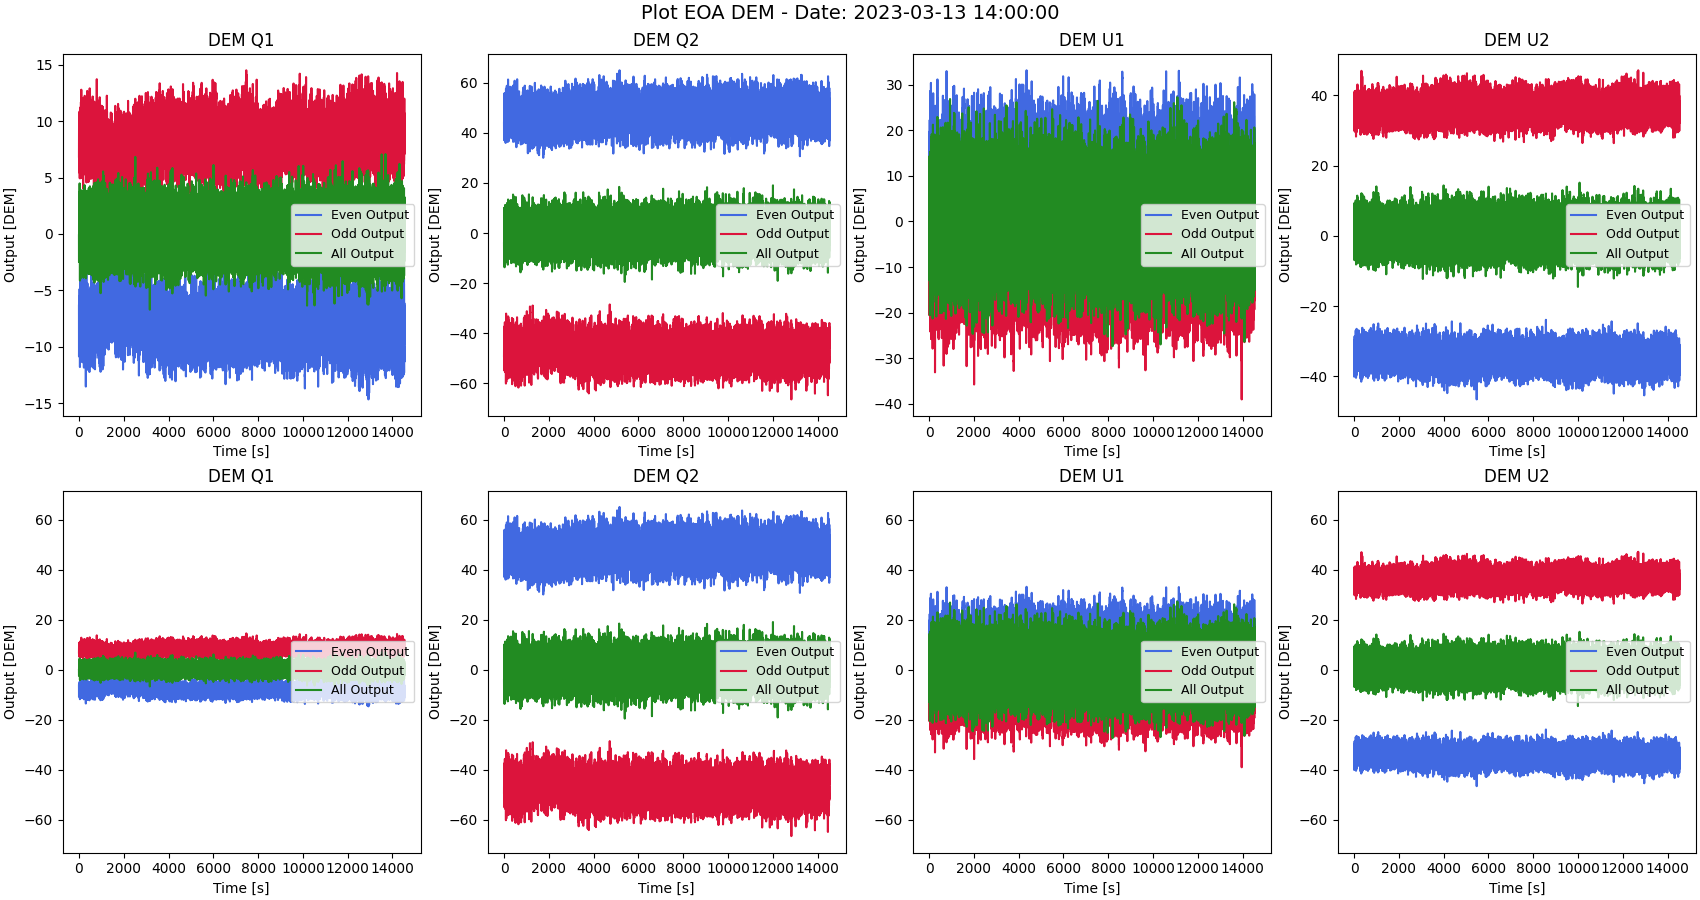 Plot EOA DEM - Date: 2023-03-13 14:00:00
DEM Q1
Output [DEM]
15
10
5
0
−5
−10
−15
0 2000 4000 6000 8000 10000 12000 14000
Time [s]
Even Output
Odd Output
All Output
DEM Q2
Output [DEM]
60
40
20
0
−20
−40
−60
0 2000 4000 6000 8000 10000 12000 14000
Time [s]
Even Output
Odd Output
All Output
DEM U1
Output [DEM]
30
20
10
0
−10
−20
−30
−40
0 2000 4000 6000 8000 10000 12000 14000
Time [s]
Even Output
Odd Output
All Output
DEM U2
Output [DEM]
40
20
0
−20
−40
0 2000 4000 6000 8000 10000 12000 14000
Time [s]
Even Output
Odd Output
All Output
DEM Q1
Output [DEM]
60
40
20
0
−20
−40
−60
0 2000 4000 6000 8000 10000 12000 14000
Time [s]
Even Output
Odd Output
All Output
DEM Q2
Output [DEM]
60
40
20
0
−20
−40
−60
0 2000 4000 6000 8000 10000 12000 14000
Time [s]
Even Output
Odd Output
All Output
DEM U1
Output [DEM]
60
40
20
0
−20
−40
−60
0 2000 4000 6000 8000 10000 12000 14000
Time [s]
Even Output
Odd Output
All Output
DEM U2
Output [DEM]
60
40
20
0
−20
−40
−60
0 2000 4000 6000 8000 10000 12000 14000
Time [s]
Even Output
Odd Output
All Output